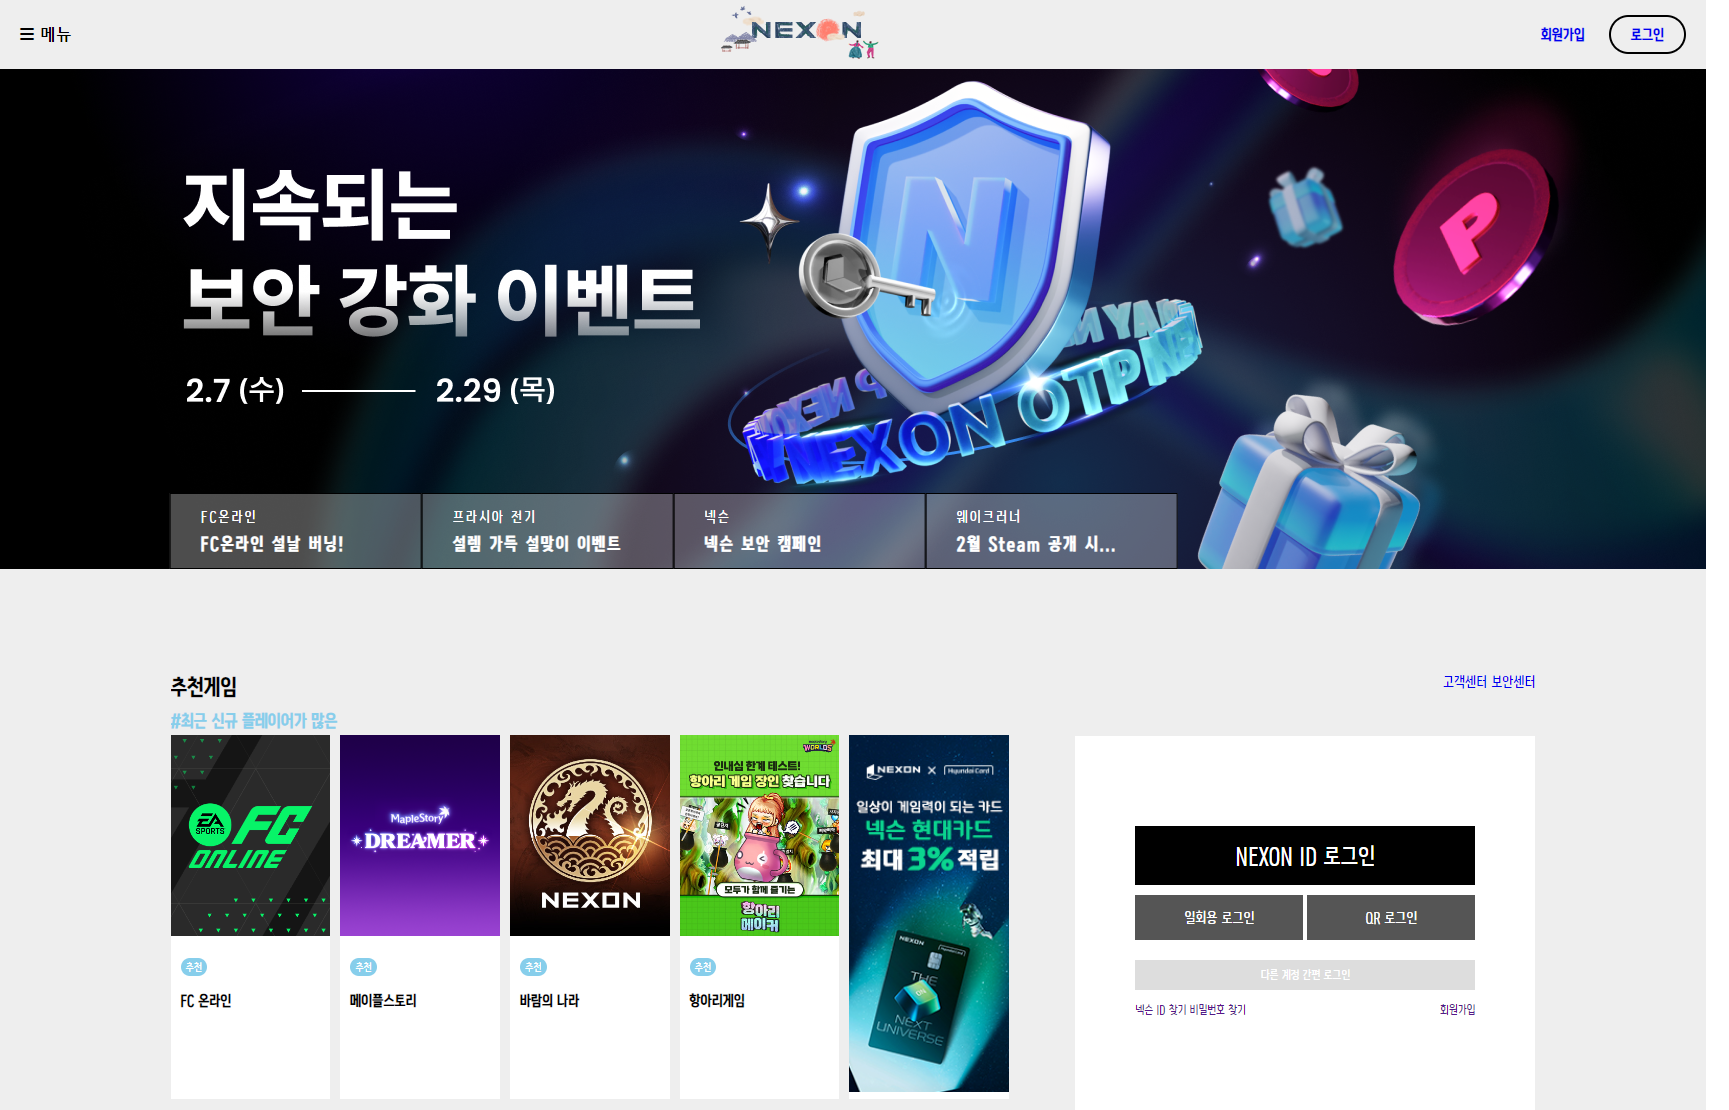 메뉴
NEXON
회원가입
로그인
지속되는
보안 강화 이벤트
2.7 (수) 2.29 (목)
NEXON OTP
FC온라인
FC온라인 설날 버닝!
프라시아 전기
설렘 가득 설맞이 이벤트
넥슨
넥슨 보안 캠페인
웨이크러너
2월 Steam 공개 시...
추천게임
고객센터 보안센터
#최근 신규 플레이어가 많은
EA SPORTS FC ONLINE
MapleStory
DREAMER
NEXON
WORLDS
인내심 한계 테스트!
항아리 게임 장인 찾습니다
모두가 함께 즐기는
항아리
메이커
NEXON X Hyundai Card
일상이 게임력이 되는 카드
넥슨 현대카드
최대 3% 적립
NEXON
THE
NEXT
UNIVERSE
추천
FC 온라인
추천
메이플스토리
추천
바람의 나라
추천
항아리게임
NEXON ID 로그인
일회용 로그인
QR 로그인
다른 계정 간편 로그인
넥슨 ID 찾기 비밀번호 찾기
회원가입